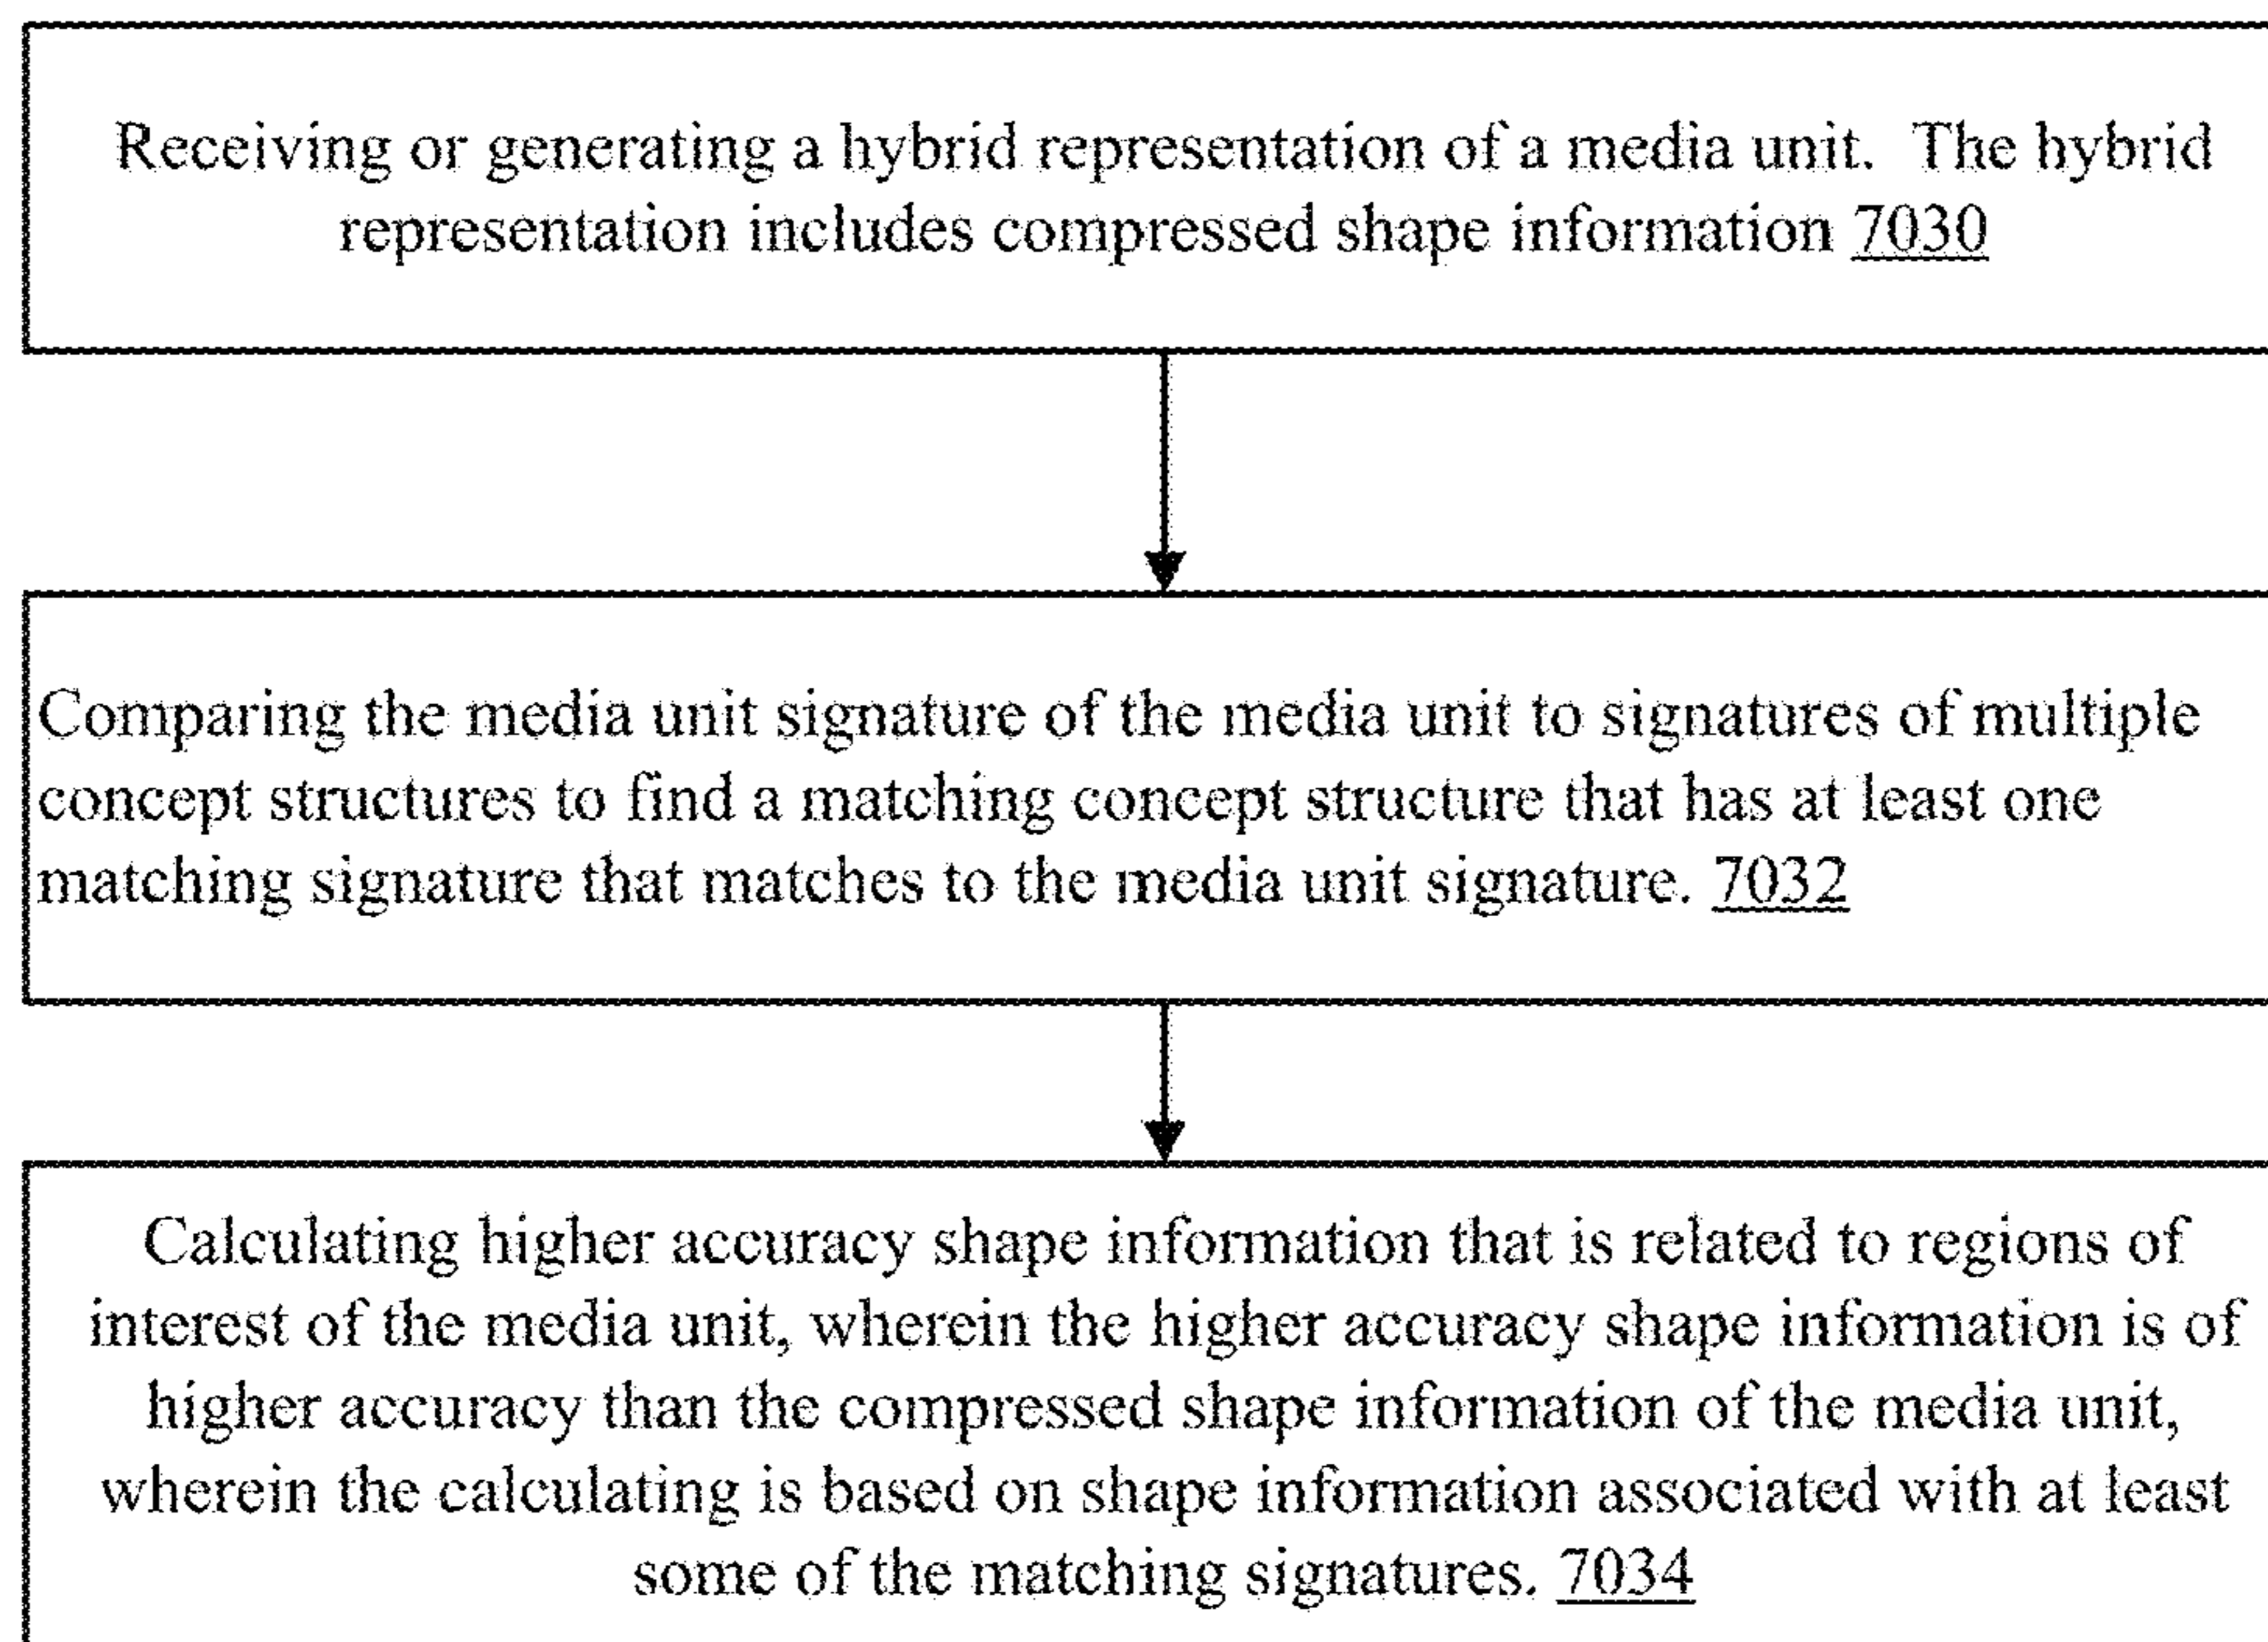 Receiving or generating a hybrid representation of a media unit. The hybrid
representation includes compressed shape information 7030
Comparing the media unit signature of the media unit to signatures of multiple
concept structures to find a matching concept structure that has at least one
matching signature that matches to the media unit signature. 7032
Calculating higher accuracy shape information that is related to regions of
interest of the media unit, wherein the higher accuracy shape information is of
higher accuracy than the compressed shape information of the media unit,
wherein the calculating is based on shape information associated with at least
some of the matching signatures. 7034